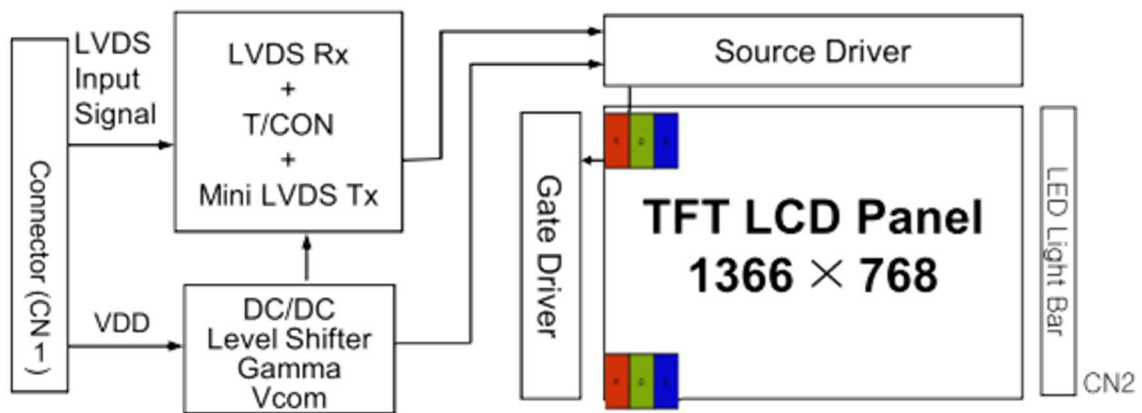 LVDS
Input
Signal
Connector (CN1)
VDD
LVDS Rx
+
T/CON
+
Mini LVDS Tx
DC/DC
Level Shifter
Gamma
Vcom
Source Driver
Gate Driver
TFT LCD Panel
1366 × 768
LED Light Bar
CN2